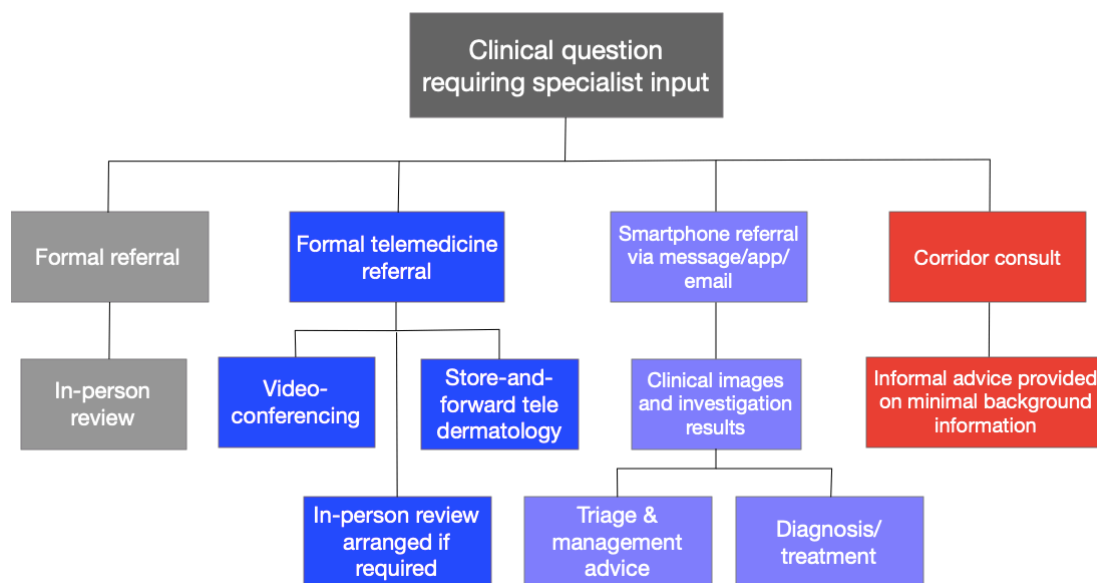 Clinical question
requiring specialist input
Formal referral
Formal telemedicine
referral
Smartphone referral
via message/app/
email
Corridor consult
In-person
review
Video-
conferencing
Store-and-
forward tele
dermatology
Clinical images
and investigation
results
Informal advice provided
on minimal background
information
In-person review
arranged if
required
Triage &
management
advice
Diagnosis/
treatment